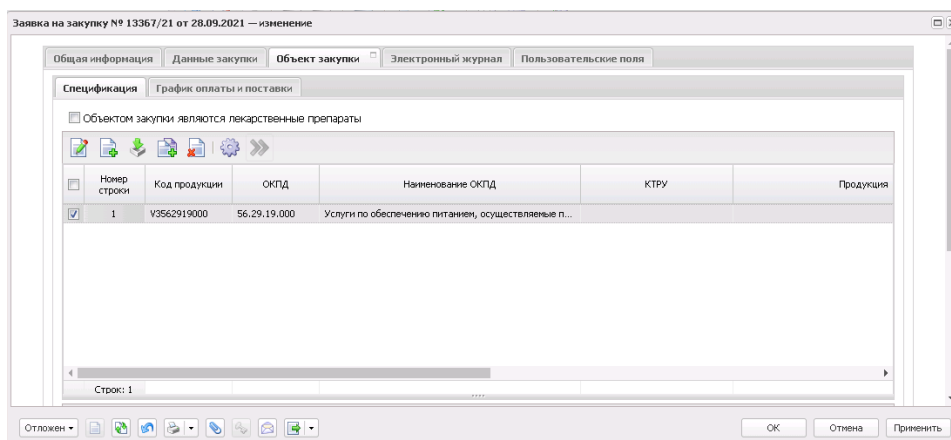 Заявка на закупку № 13367/21 от 28.09.2021 — изменение
Общая информация Данные закупки Объект закупки Электронный журнал Пользовательские поля
Спецификация График оплаты и поставки
Объектом закупки являются лекарственные препараты
Номер строки Код продукции ОКПД Наименование ОКПД КТРУ Продукция
1 V3562919000 56.29.19.000 Услуги по обеспечению питанием, осуществляемые п...
Строк: 1
Отложен ОК Отмена Применить